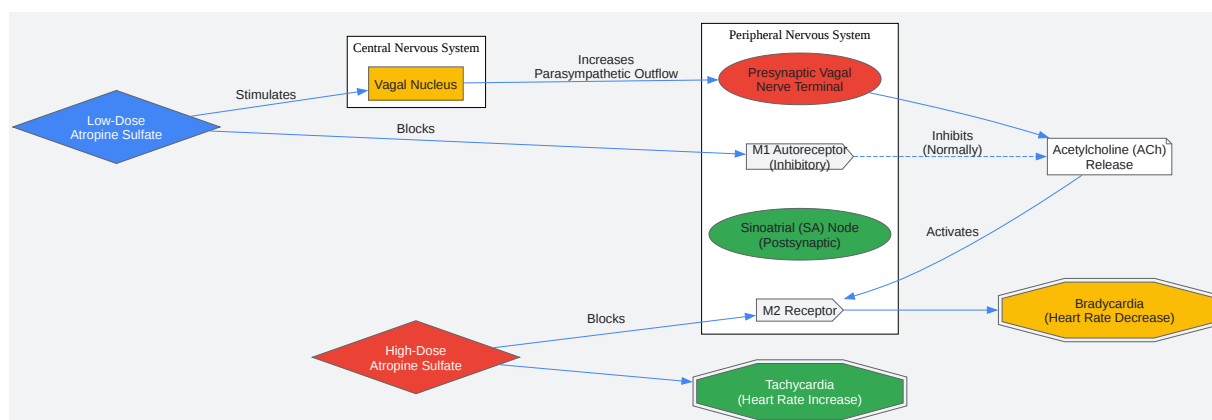 Central Nervous System
Peripheral Nervous System
Increases
Parasympathetic Outflow
Presynaptic Vagal
Nerve Terminal
Vagal Nucleus
Stimulates
Low-Dose
Atropine Sulfate
Blocks
M1 Autoreceptor
(Inhibitory)
Inhibits
(Normally)
Acetylcholine (ACh)
Release
Sinoatrial (SA) Node
(Postsynaptic)
Activates
M2 Receptor
Bradycardia
(Heart Rate Decrease)
Blocks
High-Dose
Atropine Sulfate
Tachycardia
(Heart Rate Increase)